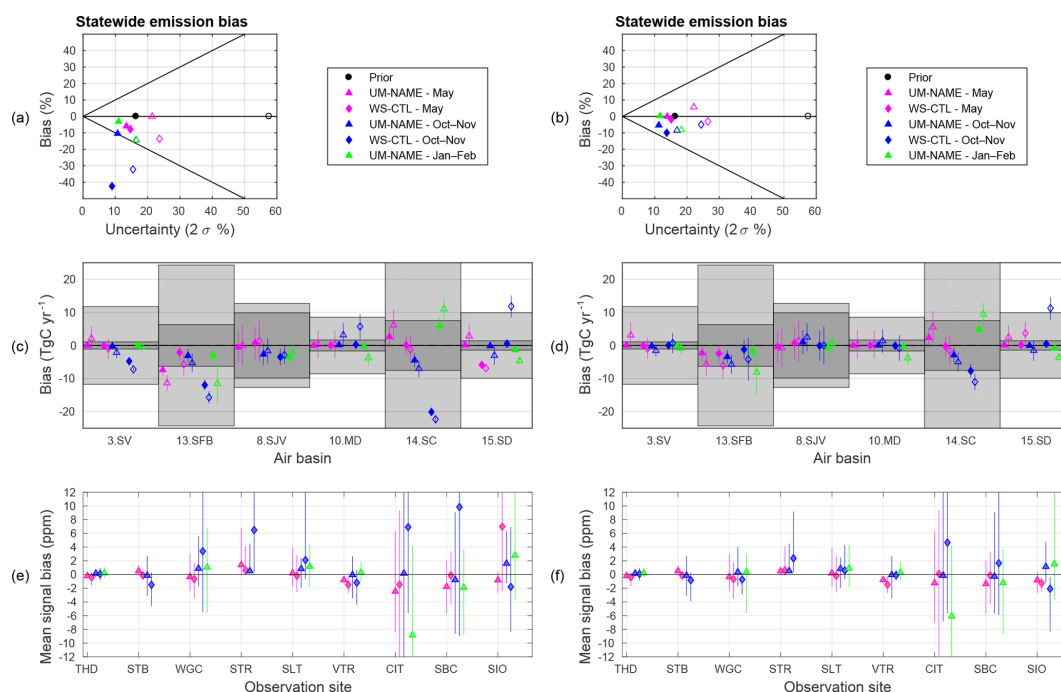 Statewide emission bias
(a)
Bias (%)
40
30
20
10
0
-10
-20
-30
-40
0 10 20 30 40 50 60
Uncertainty (2 σ %)
Prior
UM-NAME - May
WS-CTL - May
UM-NAME - Oct–Nov
WS-CTL - Oct–Nov
UM-NAME - Jan–Feb
Statewide emission bias
(b)
Bias (%)
40
30
20
10
0
-10
-20
-30
-40
0 10 20 30 40 50 60
Uncertainty (2 σ %)
Prior
UM-NAME - May
WS-CTL - May
UM-NAME - Oct–Nov
WS-CTL - Oct–Nov
UM-NAME - Jan–Feb
(c)
Bias (TgC yr⁻¹)
20
10
0
-10
-20
3.SV 13.SFB 8.SJV 10.MD 14.SC 15.SD
Air basin
(d)
Bias (TgC yr⁻¹)
20
10
0
-10
-20
3.SV 13.SFB 8.SJV 10.MD 14.SC 15.SD
Air basin
(e)
Mean signal bias (ppm)
12
10
8
6
4
2
0
-2
-4
-6
-8
-10
-12
THD STB WGC STR SLT VTR CIT SBC SIO
Observation site
(f)
Mean signal bias (ppm)
12
10
8
6
4
2
0
-2
-4
-6
-8
-10
-12
THD STB WGC STR SLT VTR CIT SBC SIO
Observation site